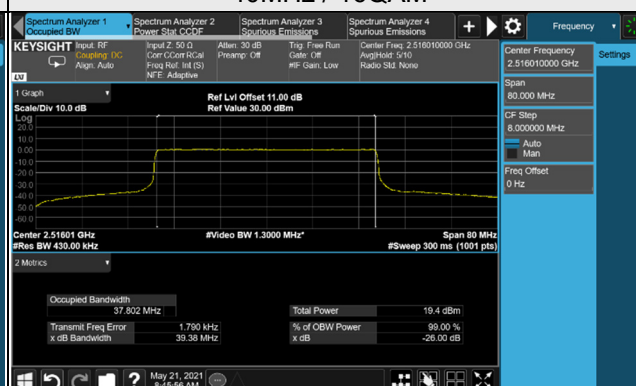 Spectrum Analyzer 1
Occupied BW
Spectrum Analyzer 2
Power Stat CCDF
Spectrum Analyzer 3
Spurious Emissions
Spectrum Analyzer 4
Spurious Emissions
Frequency
KEYSIGHT
Input: RF
Coupling: DC
Align: Auto
Input Z: 50 Ω
Corr CCorr RCal
Freq Ref: Int (S)
NFE: Adaptive
Atten: 30 dB
Preamp: Off
Trig: Free Run
Gate: Off
#IF Gain: Low
Center Freq: 2.516010000 GHz
Avg|Hold: 5/10
Radio Std: None
LXI
Center Frequency
2.516010000 GHz
Settings
Span
80.000 MHz
CF Step
8.000000 MHz
Auto
Man
Freq Offset
0 Hz
1 Graph
Scale/Div 10.0 dB
Ref Lvl Offset 11.00 dB
Ref Value 30.00 dBm
Log
20.0
10.0
0.00
-10.0
-20.0
-30.0
-40.0
-50.0
-60.0
Center 2.51601 GHz
#Res BW 430.00 kHz
#Video BW 1.3000 MHz*
Span 80 MHz
#Sweep 300 ms (1001 pts)
2 Metrics
Occupied Bandwidth
37.802 MHz
Total Power 19.4 dBm
Transmit Freq Error 1.790 kHz
% of OBW Power 99.00 %
x dB Bandwidth 39.38 MHz
x dB -26.00 dB
May 21, 2021